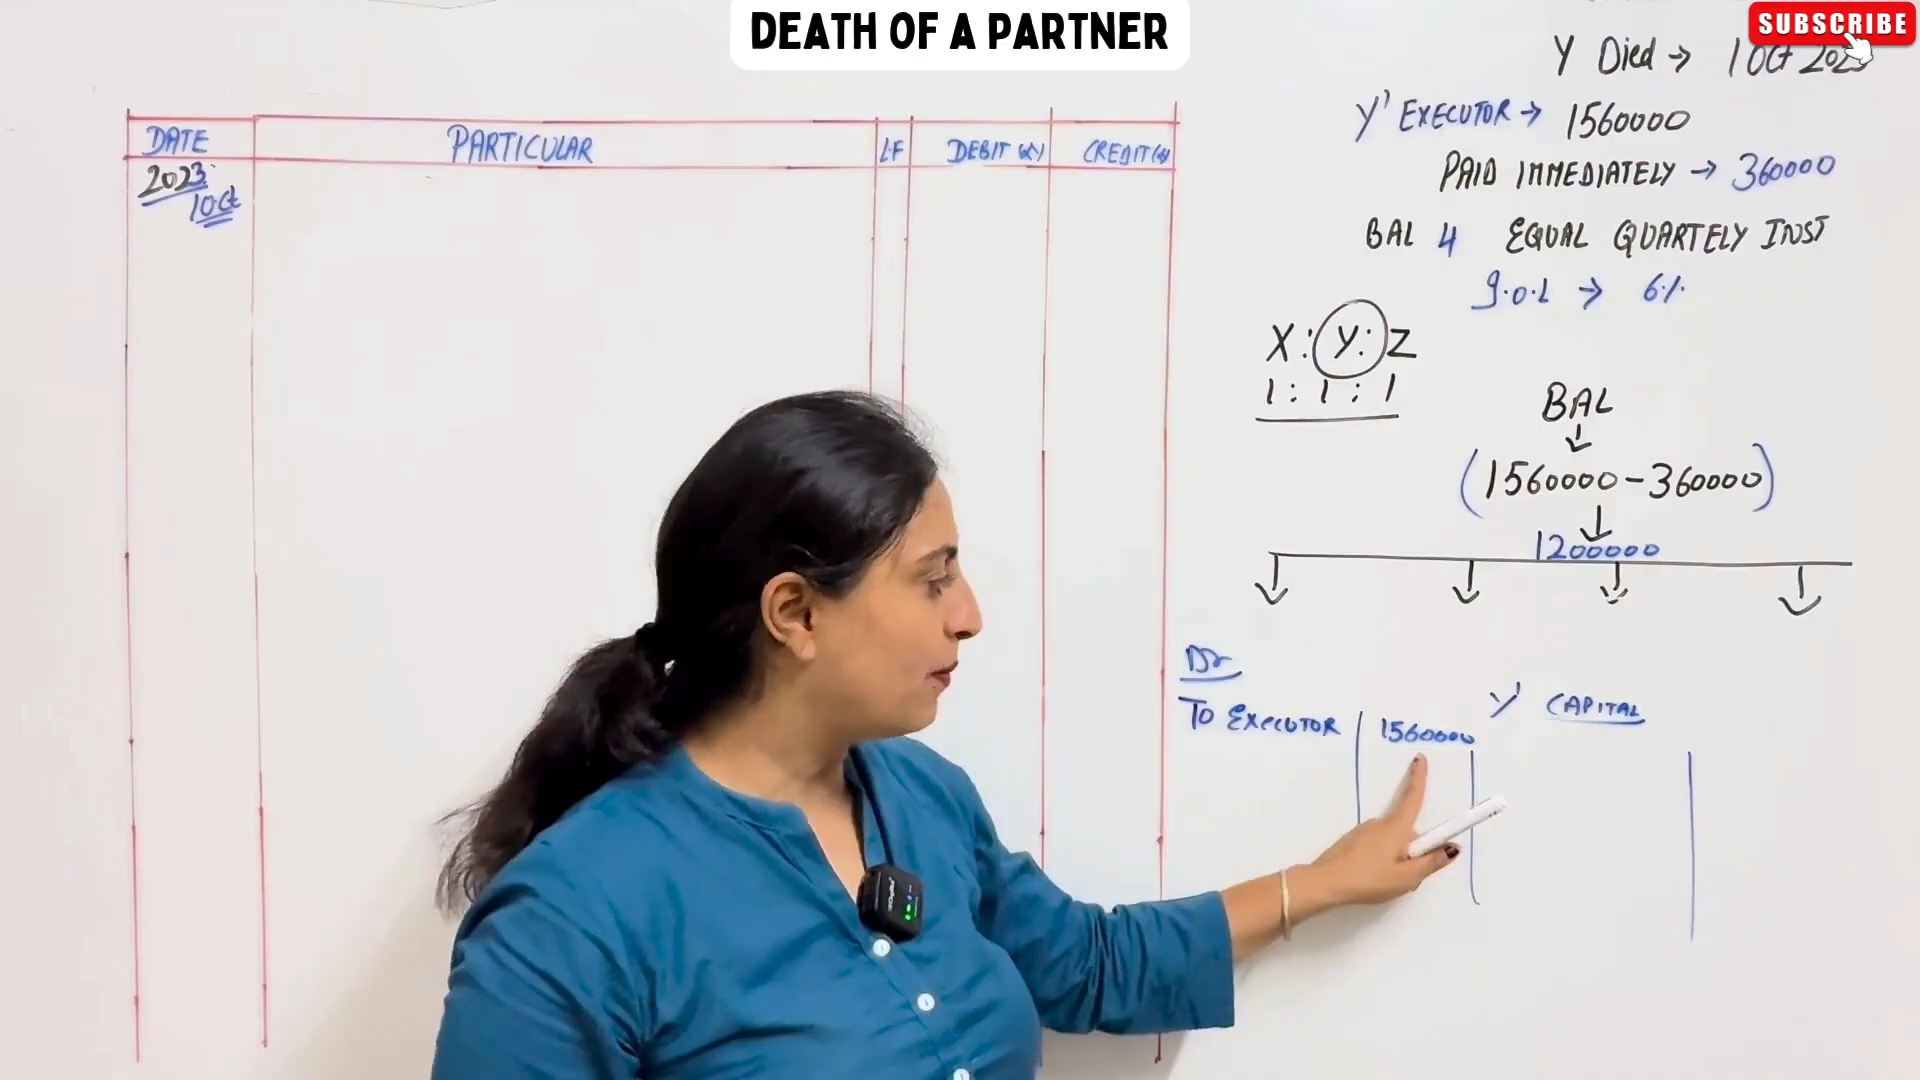 DEATH OF A PARTNER
SUBSCRIBE
Y Died → 1 Oct 2023
Y' EXECUTOR → 1560000
PAID IMMEDIATELY → 360000
BAL 4 EQUAL QUARTELY INST
I.O.L → 6%
X : Y : Z
1 : 1 : 1
BAL
(1560000 - 360000)
1200000
DATE PARTICULAR L.F DEBIT (₹) CREDIT (₹)
2023
1 Oct
Dr
Y' CAPITAL
To EXECUTOR 1560000